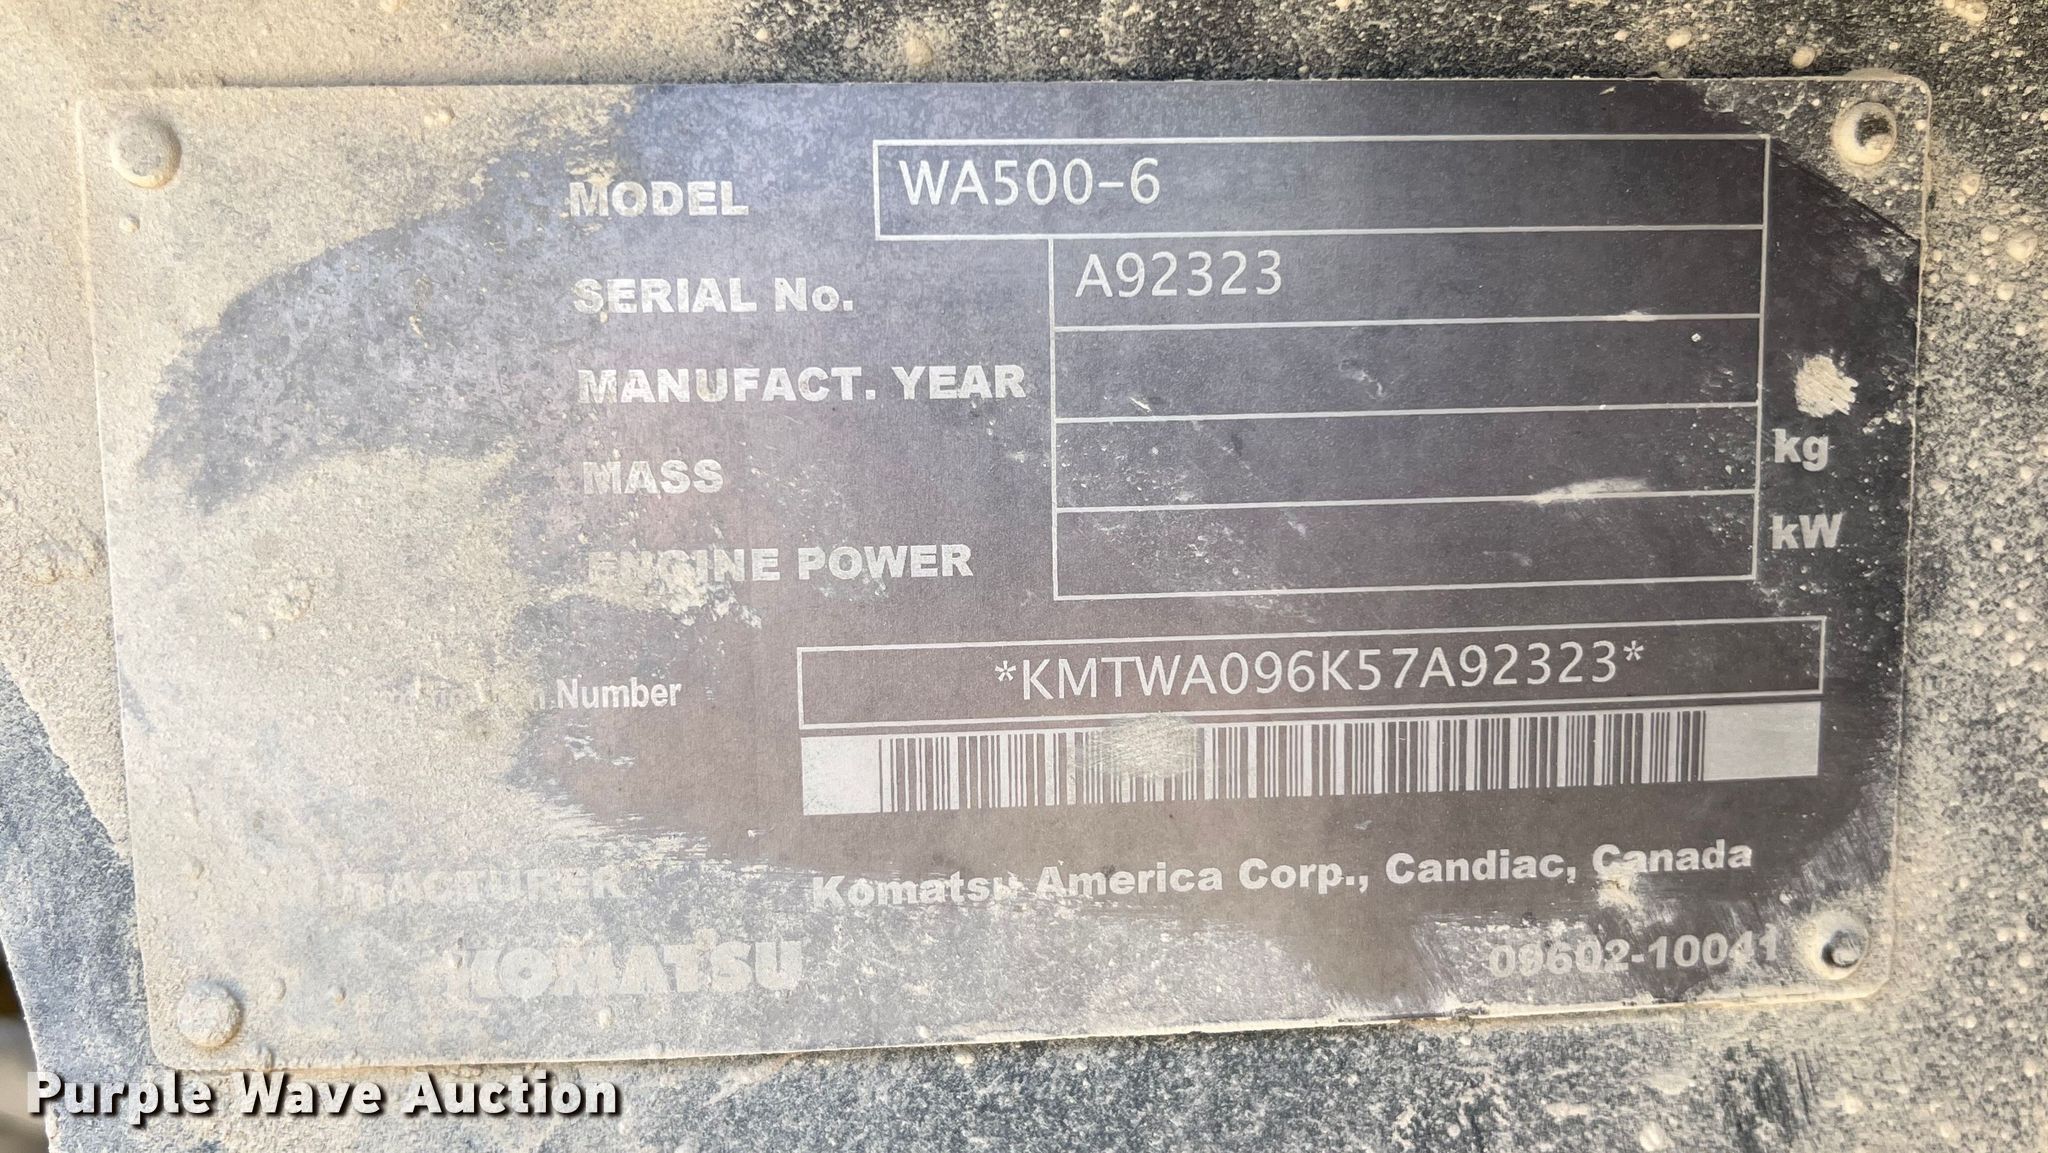 MODEL WA500-6
SERIAL No. A92323
MANUFACT. YEAR
MASS kg
ENGINE POWER kW
Number *KMTWA096K57A92323*
Komatsu America Corp., Candiac, Canada
KOMATSU 09602-10041
Purple Wave Auction